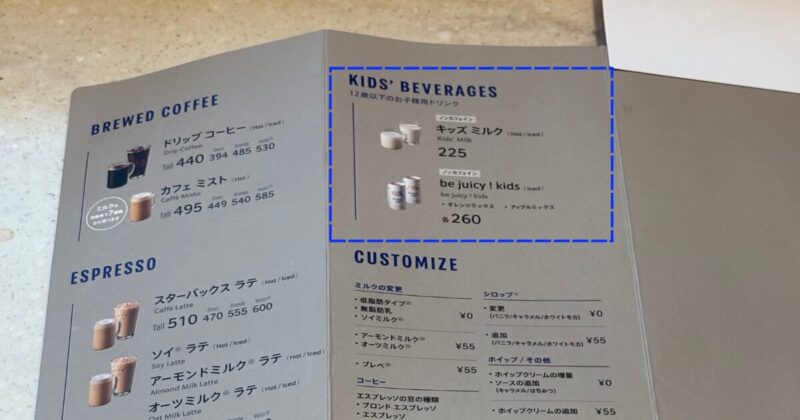 BREWED COFFEE
ドリップ コーヒー (Hot / Iced)
Drip Coffee
Tall 440 394 485 530
カフェ ミスト (Hot)
Caffè Misto
Tall 495 449 540 585
ESPRESSO
スターバックス ラテ (Hot / Iced)
Caffè Latte
Tall 510 470 555 600
ソイ※ ラテ (Hot / Iced)
Soy Latte
アーモンドミルク※ ラテ (Hot / Iced)
Almond Milk Latte
オーツミルク※ ラテ (Hot / Iced)
Oat Milk Latte
KIDS' BEVERAGES
12歳以下のお子様用ドリンク
ノンカフェイン
キッズ ミルク (Hot / Iced)
Kids' Milk
225
ノンカフェイン
be juicy ! kids (Iced)
be juicy ! kids
・オレンジミックス ・アップルミックス
各 260
CUSTOMIZE
ミルクの変更
・低脂肪タイプ※
・無脂肪乳
・ソイミルク※ ¥0
・アーモンドミルク※
・オーツミルク※ ¥55
・ブレベ※ ¥55
コーヒー
エスプレッソの豆の種類
・ブロンド エスプレッソ
・エスプレッソ
シロップ※
・変更 ¥0
(バニラ/キャラメル/ホワイトモカ)
・追加 ¥55
(バニラ/キャラメル/ホワイトモカ)
ホイップ / その他
・ホイップクリームの増量
・ソースの追加 ¥0
(キャラメル/はちみつ)
・ホイップクリームの追加 ¥55